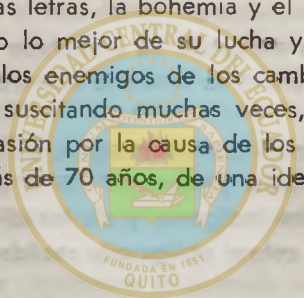 as letras, la bohemia y el
o lo mejor de su lucha y
los enemigos de los camb
suscitando muchas veces,
asión por la causa de los
ás de 70 años, de una ide
UNIVERSIDAD CENTRAL DEL ECUADOR
FUNDADA EN 1651
QUITO